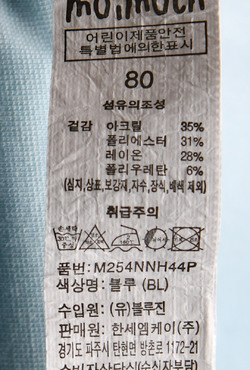 moimoln
어린이제품안전
특별법에의한표시
80
섬유의조성
겉감 아크릴 35%
폴리에스터 31%
레이온 28%
폴리우레탄 6%
(심지,상표,보강재,자수,장식,배색 제외)
취급주의
품번: M254NNH44P
색상명: 블루 (BL)
수입원: (유)블루진
판매원: 한세엠케이(주)
경기도 파주시 탄현면 방촌로 1172-21